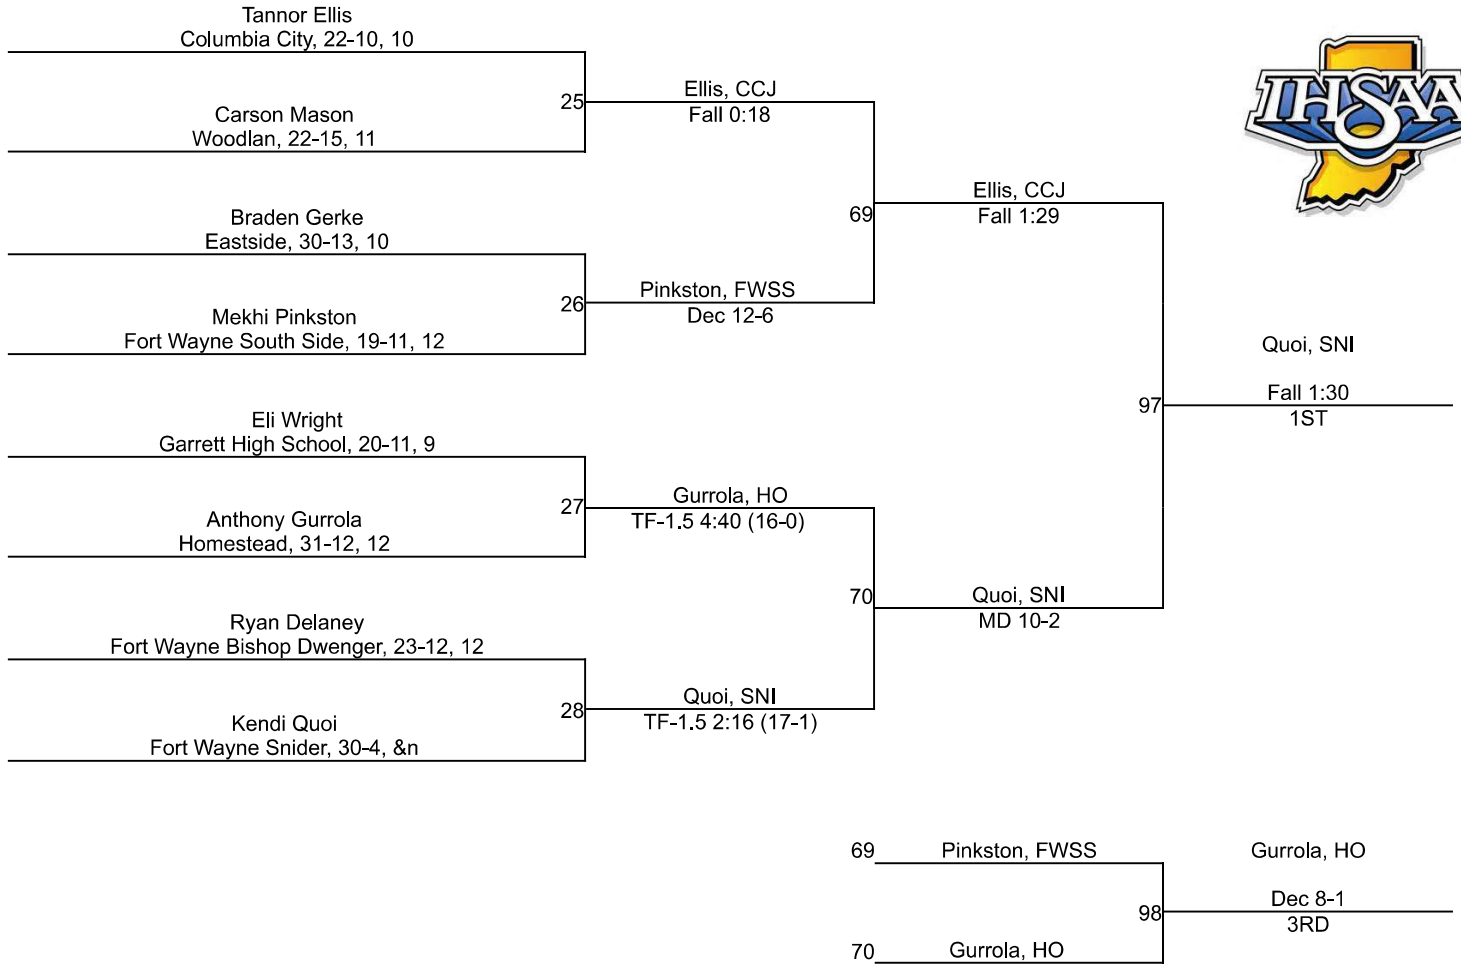 Tannor Ellis
Columbia City, 22-10, 10
25
Carson Mason
Woodlan, 22-15, 11
Ellis, CCJ
Fall 0:18
Braden Gerke
Eastside, 30-13, 10
26
Mekhi Pinkston
Fort Wayne South Side, 19-11, 12
Pinkston, FWSS
Dec 12-6
69
Ellis, CCJ
Fall 1:29
Eli Wright
Garrett High School, 20-11, 9
27
Anthony Gurrola
Homestead, 31-12, 12
Gurrola, HO
TF-1.5 4:40 (16-0)
Ryan Delaney
Fort Wayne Bishop Dwenger, 23-12, 12
28
Kendi Quoi
Fort Wayne Snider, 30-4, &n
Quoi, SNI
TF-1.5 2:16 (17-1)
70
Quoi, SNI
MD 10-2
97
Quoi, SNI
Fall 1:30
1ST
IHSAA
69
Pinkston, FWSS
98
70
Gurrola, HO
Gurrola, HO
Dec 8-1
3RD